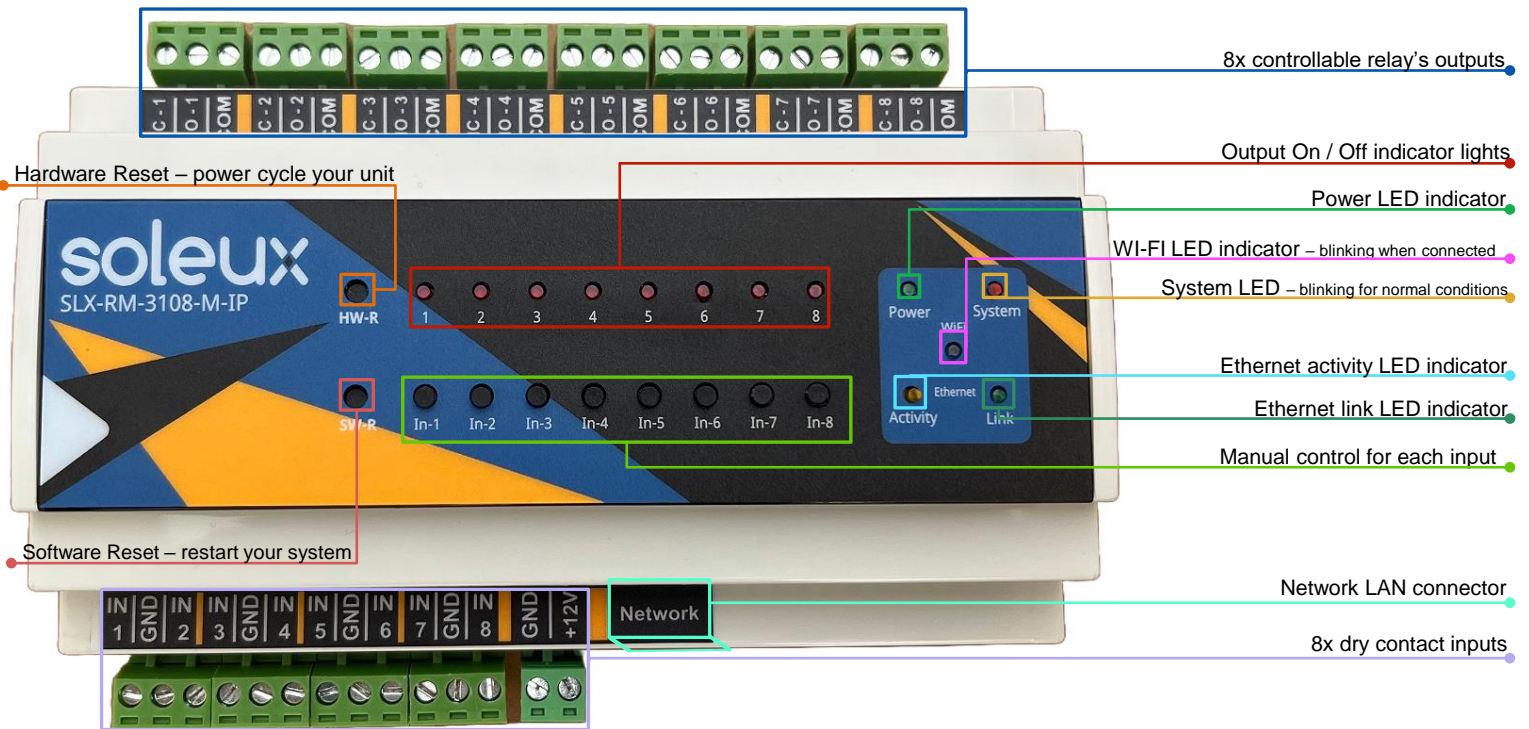 8x controllable relay's outputs
C - 1 O - 1 COM C - 2 O - 2 COM C - 3 O - 3 COM C - 4 O - 4 COM C - 5 O - 5 COM C - 6 O - 6 COM C - 7 O - 7 COM C - 8 O - 8 COM
Output On / Off indicator lights
Hardware Reset – power cycle your unit
Power LED indicator
soleux
SLX-RM-3108-M-IP
WI-FI LED indicator – blinking when connected
System LED – blinking for normal conditions
HW-R 1 2 3 4 5 6 7 8
Power System
WiFi
Ethernet activity LED indicator
Ethernet
Ethernet link LED indicator
SW-R In-1 In-2 In-3 In-4 In-5 In-6 In-7 In-8
Activity Link
Manual control for each input
Software Reset – restart your system
Network LAN connector
IN 1 GND IN 2 IN 3 GND IN 4 IN 5 GND IN 6 IN 7 GND IN 8 GND +12V
Network
8x dry contact inputs